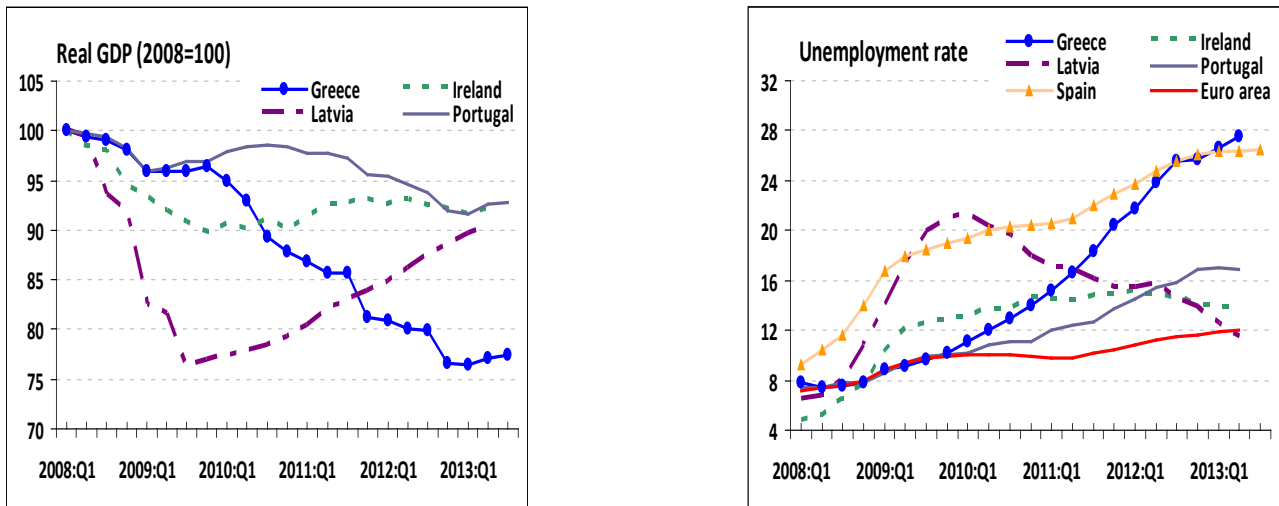 Real GDP (2008=100)
Greece Ireland
Latvia Portugal
105
100
95
90
85
80
75
70
2008:Q1 2009:Q1 2010:Q1 2011:Q1 2012:Q1 2013:Q1
Unemployment rate
Greece Ireland
Latvia Portugal
Spain Euro area
32
28
24
20
16
12
8
4
2008:Q1 2009:Q1 2010:Q1 2011:Q1 2012:Q1 2013:Q1